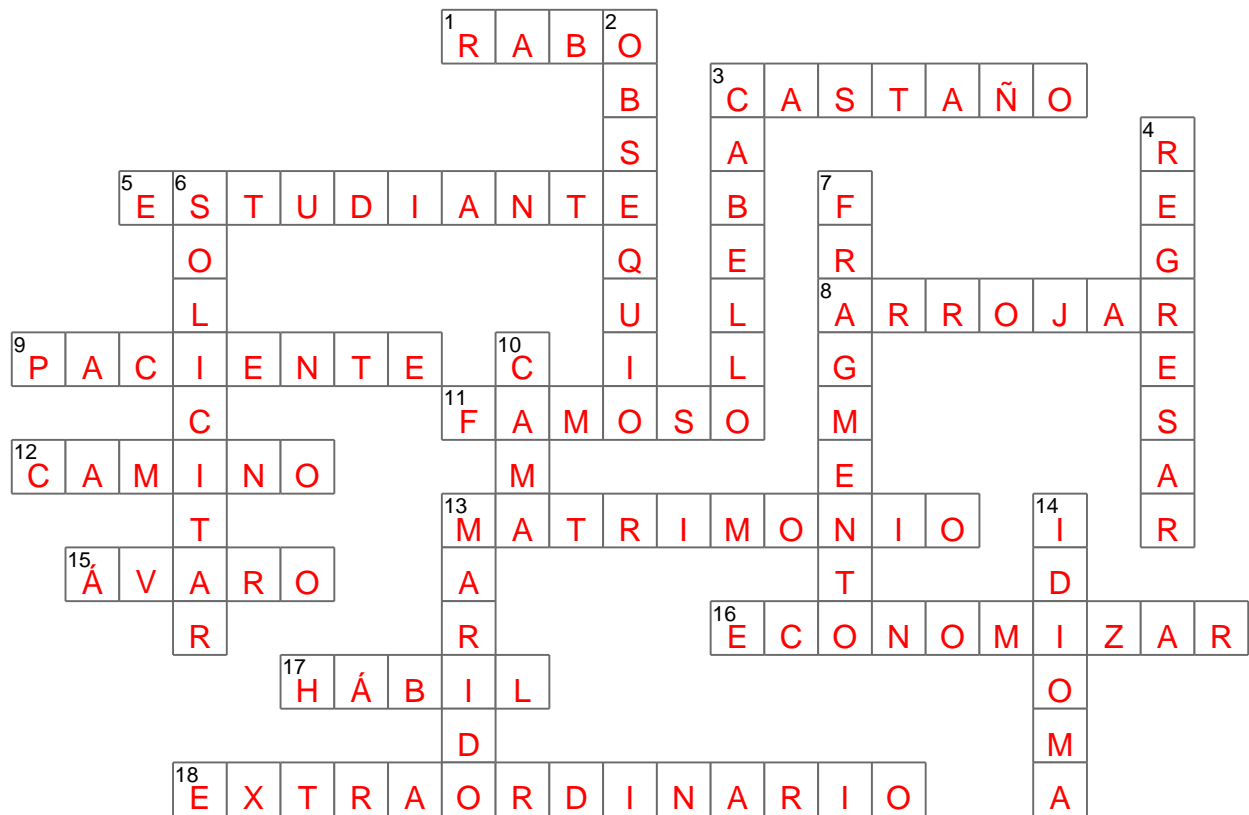 1 RABO
2 OBSEQUIO
3 CASTAÑO
CABELLO
4 REGRESAR
5 ESTUDIANTE
6 SOLICITAR
7 FRAGMENTO
8 ARROJAR
9 PACIENTE
10 CAMA
11 FAMOSO
12 CAMINO
13 MATRIMONIO
MARIDO
14 IDIOMA
15 ÁVARO
16 ECONOMIZAR
17 HÁBIL
18 EXTRAORDINARIO